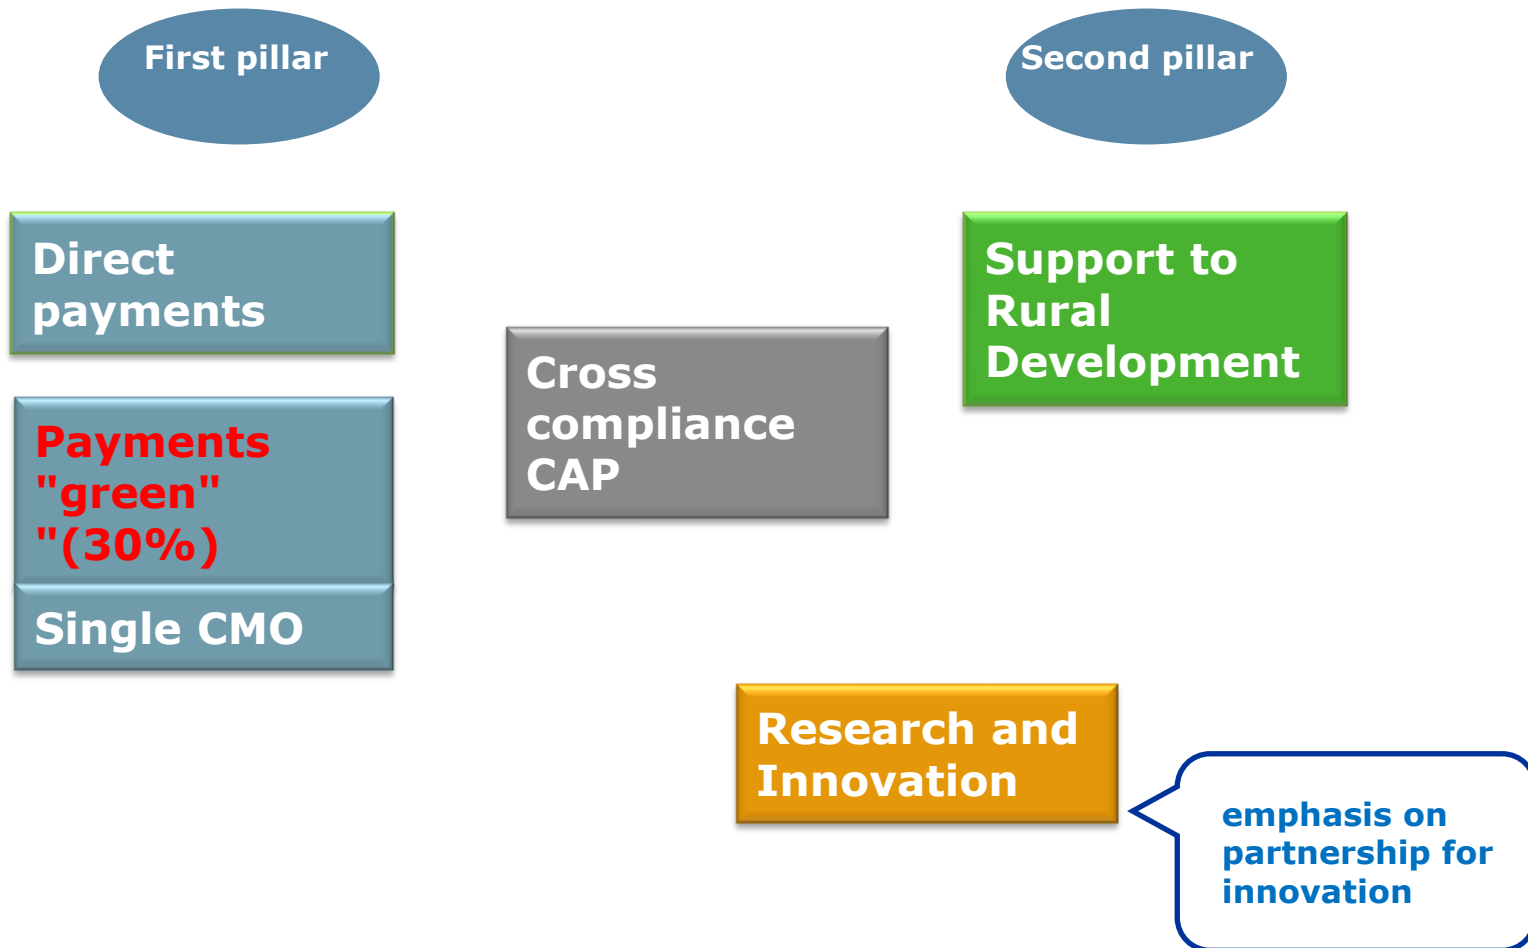 First pillar
Second pillar
Direct
payments
Support to
Rural
Development
Cross
compliance
CAP
Payments
"green"
"(30%)
Single CMO
Research and
Innovation
emphasis on
partnership for
innovation